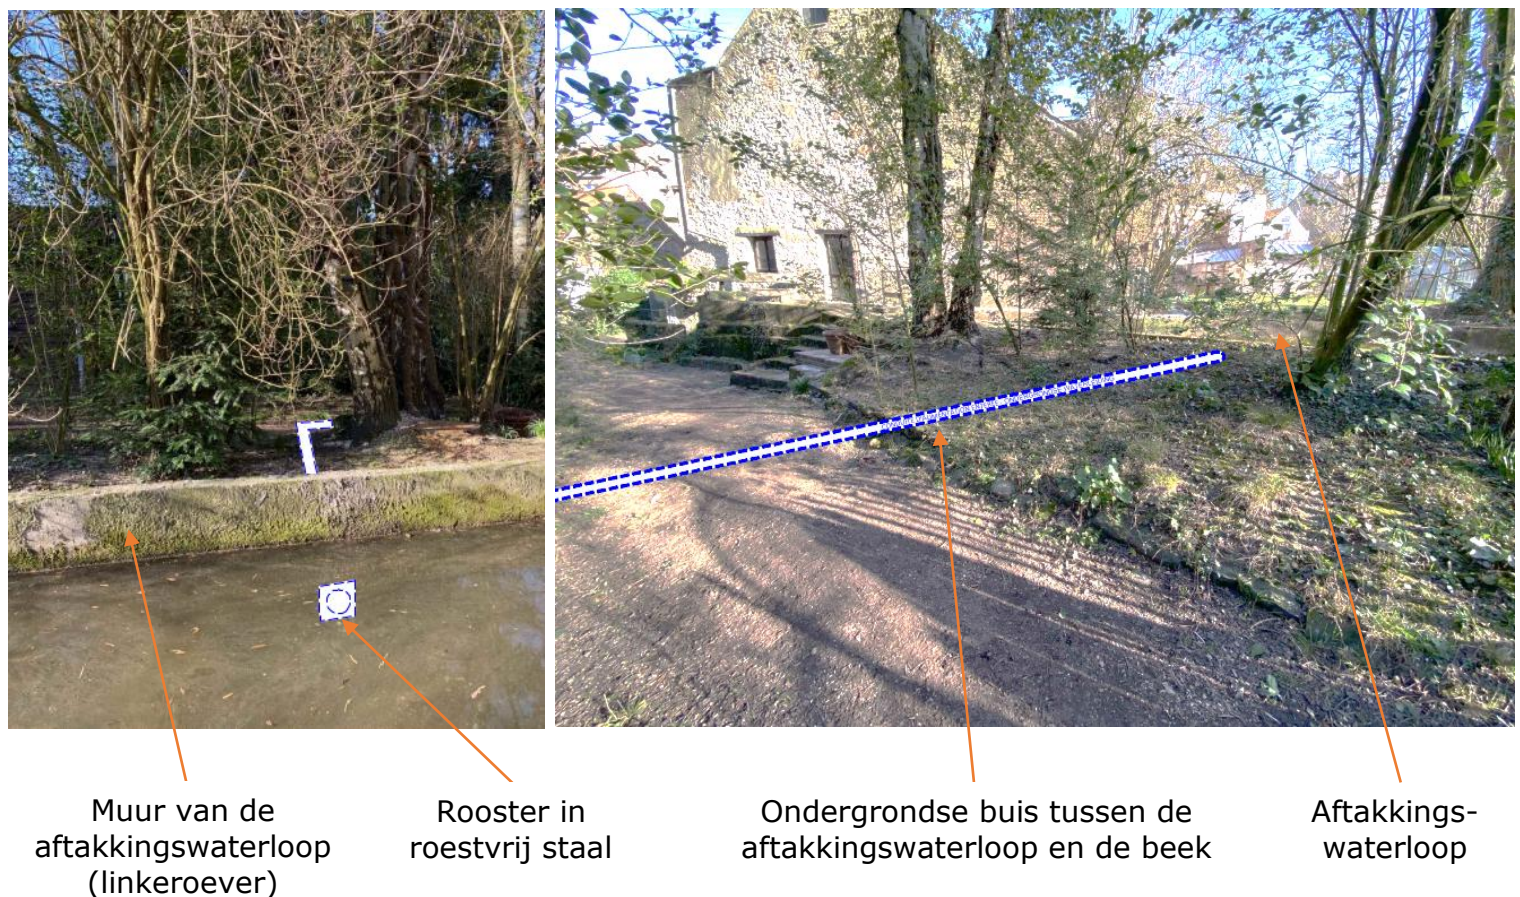 Muur van de
aftakkingswaterloop
(linkeroever)
Rooster in
roestvrij staal
Ondergrondse buis tussen de
aftakkingswaterloop en de beek
Aftakkings-
waterloop